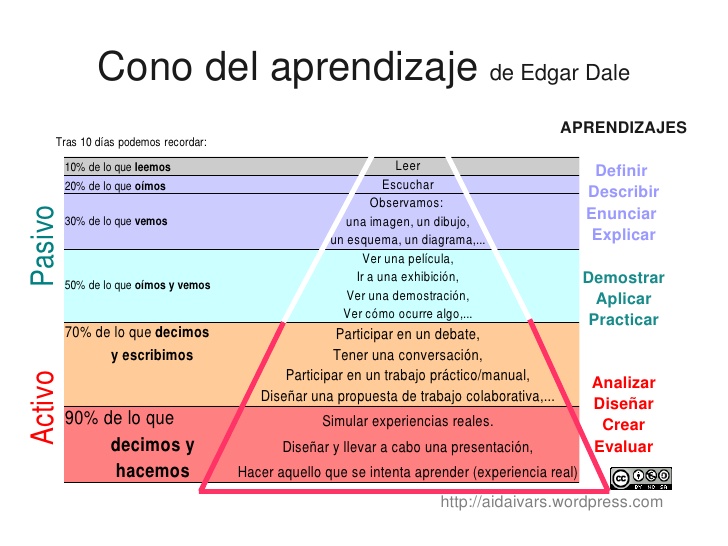 Cono del aprendizaje de Edgar Dale
APRENDIZAJES
Tras 10 días podemos recordar:
10% de lo que leemos
Leer
20% de lo que oímos
Escuchar
30% de lo que vemos
Observamos:
una imagen, un dibujo,
un esquema, un diagrama,...
Definir
Describir
Enunciar
Explicar
Pasivo
50% de lo que oímos y vemos
Ver una película,
Ir a una exhibición,
Ver una demostración,
Ver cómo ocurre algo,...
Demostrar
Aplicar
Practicar
70% de lo que decimos
y escribimos
Participar en un debate,
Tener una conversación,
Participar en un trabajo práctico/manual,
Diseñar una propuesta de trabajo colaborativa,...
Activo
90% de lo que
decimos y
hacemos
Simular experiencias reales.
Diseñar y llevar a cabo una presentación,
Hacer aquello que se intenta aprender (experiencia real)
Analizar
Diseñar
Crear
Evaluar
cc
BY NC SA
http://aidaivars.wordpress.com